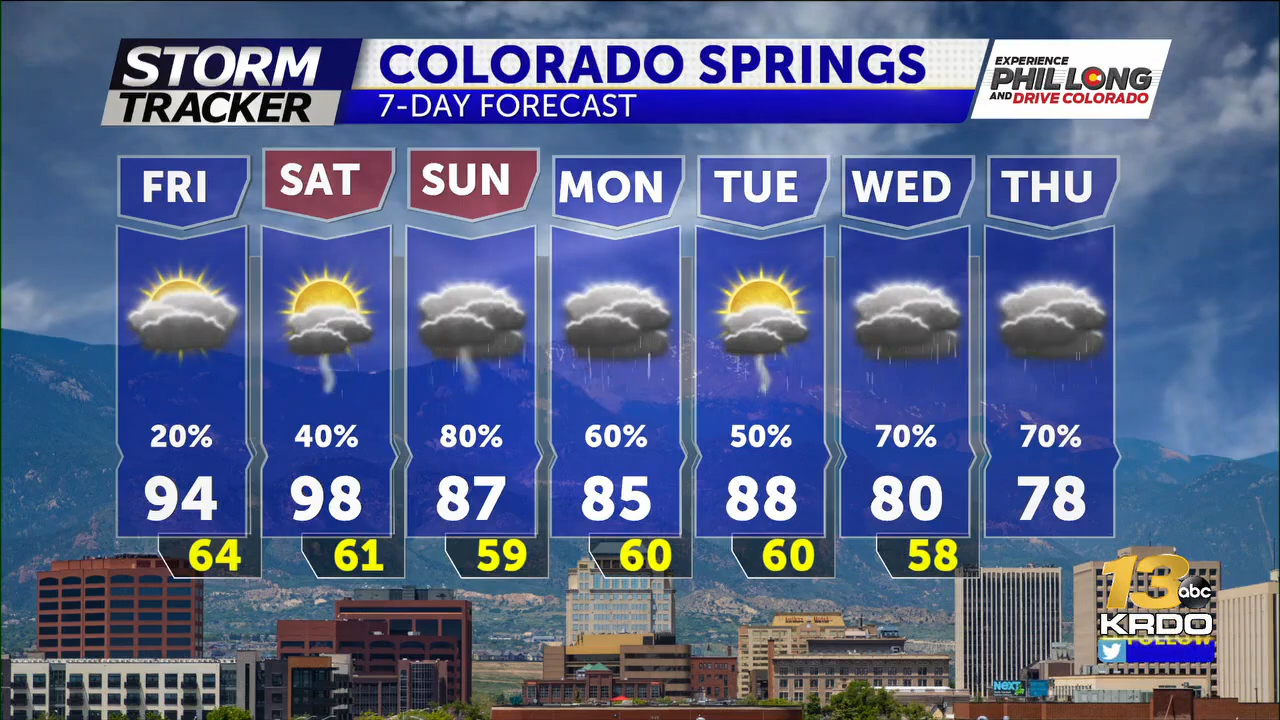 STORM
TRACKER
COLORADO SPRINGS
7-DAY FORECAST
EXPERIENCE
PHIL LONG
AND DRIVE COLORADO
FRI SAT SUN MON TUE WED THU
20% 40% 80% 60% 50% 70% 70%
94 98 87 85 88 80 78
64 61 59 60 60 58
13 abc
KRDO
FOLLOW
NEXT